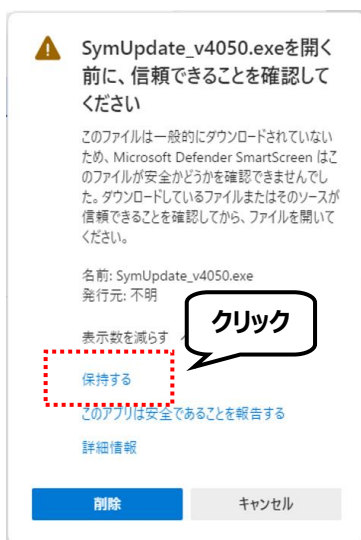 SymUpdate_v4050.exeを開く
前に、信頼できることを確認して
ください
このファイルは一般的にダウンロードされていない
ため、Microsoft Defender SmartScreen はこ
のファイルが安全かどうかを確認できませんでし
た。ダウンロードしているファイルまたはそのソースが
信頼できることを確認してから、ファイルを開いて
ください。
名前: SymUpdate_v4050.exe
発行元: 不明
クリック
表示数を減らす
保持する
このアプリは安全であることを報告する
詳細情報
削除
キャンセル